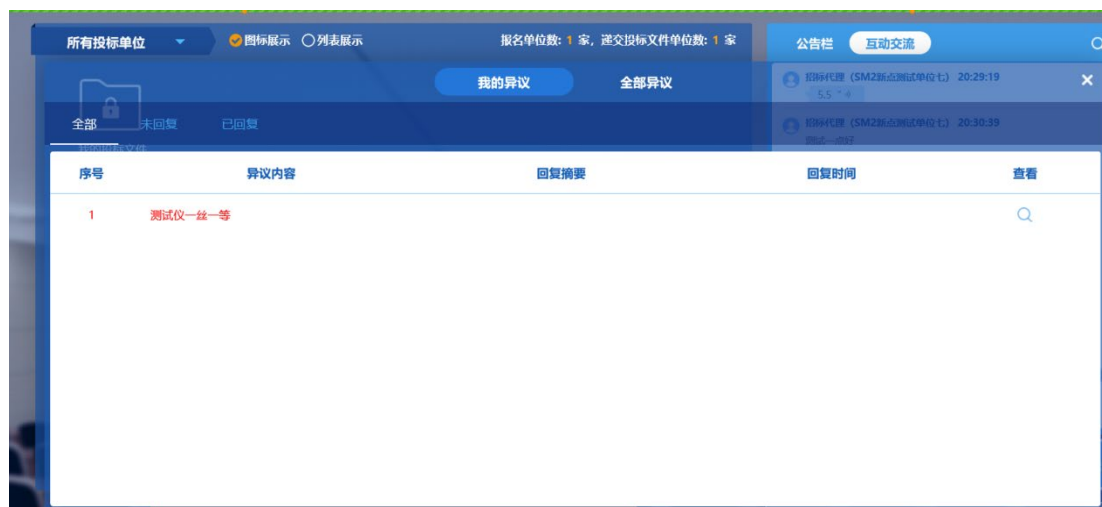 所有投标单位 图标展示 列表展示 报名单位数: 1 家, 递交投标文件单位数: 1 家 公告栏 互动交流
我的异议 全部异议 招标代理 (SM2新点测试单位七) 20:29:19
全部 未回复 已回复 招标代理 (SM2新点测试单位七) 20:30:39
序号 异议内容 回复摘要 回复时间 查看
1 测试仪一丝一等